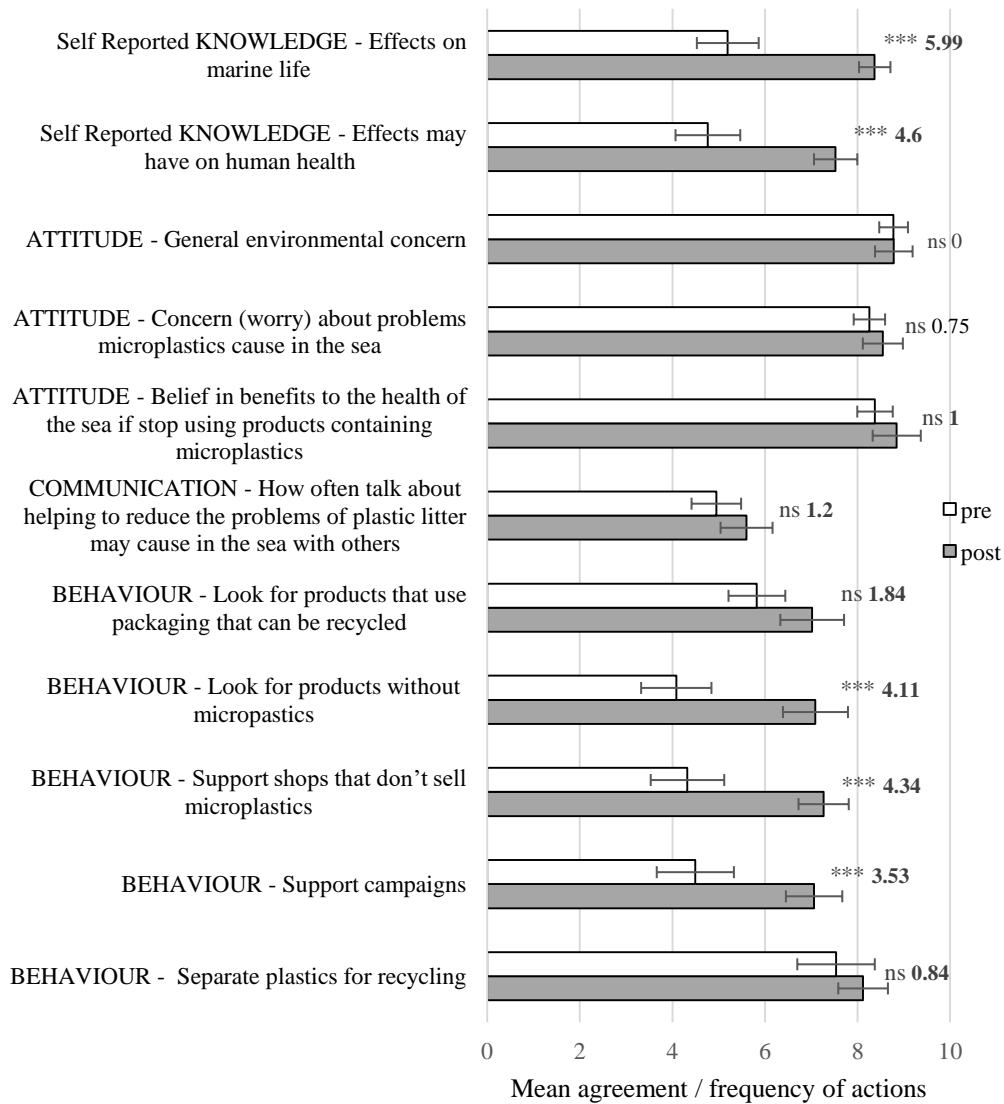 Self Reported KNOWLEDGE - Effects on
marine life
*** 5.99
Self Reported KNOWLEDGE - Effects may
have on human health
*** 4.6
ATTITUDE - General environmental concern
ns 0
ATTITUDE - Concern (worry) about problems
microplastics cause in the sea
ns 0.75
ATTITUDE - Belief in benefits to the health of
the sea if stop using products containing
microplastics
ns 1
COMMUNICATION - How often talk about
helping to reduce the problems of plastic litter
may cause in the sea with others
ns 1.2
pre
post
BEHAVIOUR - Look for products that use
packaging that can be recycled
ns 1.84
BEHAVIOUR - Look for products without
micropastics
*** 4.11
BEHAVIOUR - Support shops that don’t sell
microplastics
*** 4.34
BEHAVIOUR - Support campaigns
*** 3.53
BEHAVIOUR -  Separate plastics for recycling
ns 0.84
0 2 4 6 8 10
Mean agreement / frequency of actions